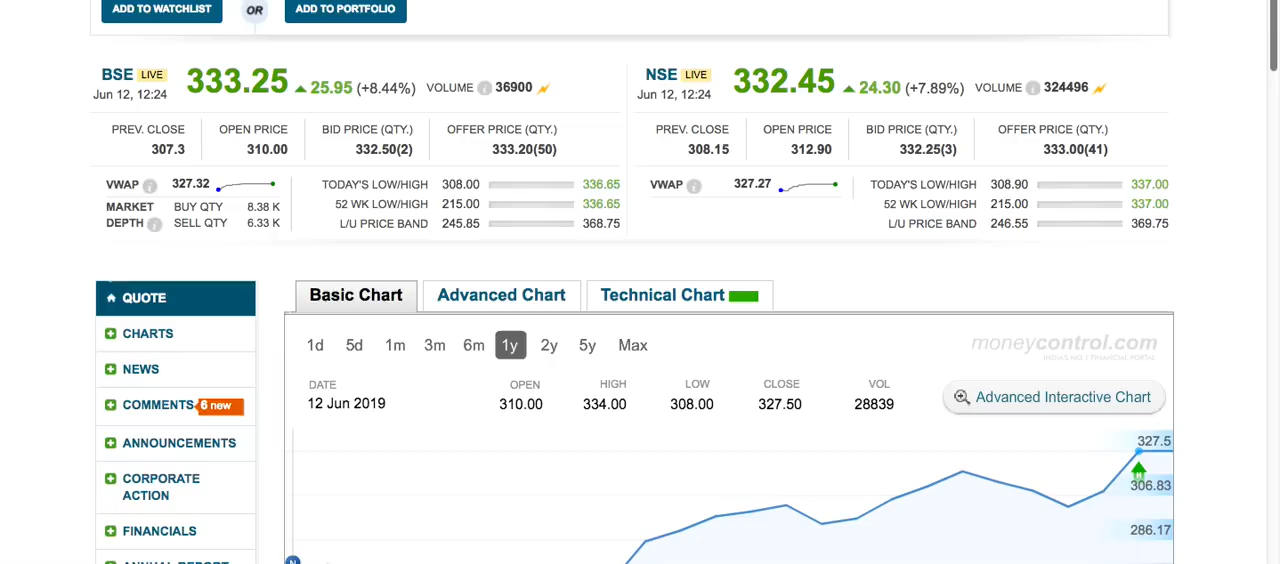 ADD TO WATCHLIST OR ADD TO PORTFOLIO
BSE LIVE 333.25 25.95 (+8.44%) VOLUME i 36900
Jun 12, 12:24
PREV. CLOSE OPEN PRICE BID PRICE (QTY.) OFFER PRICE (QTY.)
307.3 310.00 332.50(2) 333.20(50)
VWAP i 327.32
MARKET BUY QTY 8.38 K
DEPTH i SELL QTY 6.33 K
TODAY'S LOW/HIGH 308.00 336.65
52 WK LOW/HIGH 215.00 336.65
L/U PRICE BAND 245.85 368.75
NSE LIVE 332.45 24.30 (+7.89%) VOLUME i 324496
Jun 12, 12:24
PREV. CLOSE OPEN PRICE BID PRICE (QTY.) OFFER PRICE (QTY.)
308.15 312.90 332.25(3) 333.00(41)
VWAP i 327.27
TODAY'S LOW/HIGH 308.90 337.00
52 WK LOW/HIGH 215.00 337.00
L/U PRICE BAND 246.55 369.75
QUOTE
CHARTS
NEWS
COMMENTS 6 new
ANNOUNCEMENTS
CORPORATE
ACTION
FINANCIALS
ANNUAL REPORT
Basic Chart Advanced Chart Technical Chart
1d 5d 1m 3m 6m 1y 2y 5y Max
moneycontrol.com
INDIA'S NO.1 FINANCIAL PORTAL
DATE OPEN HIGH LOW CLOSE VOL
12 Jun 2019 310.00 334.00 308.00 327.50 28839
Advanced Interactive Chart
327.5
H
306.83
286.17
N